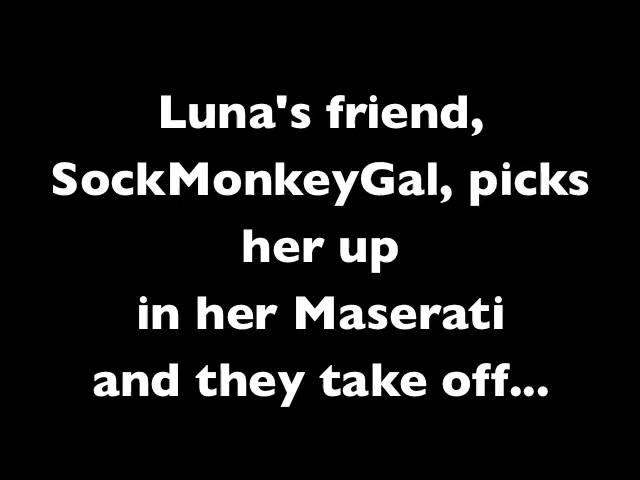 Luna's friend,
SockMonkeyGal, picks
her up
in her Maserati
and they take off...